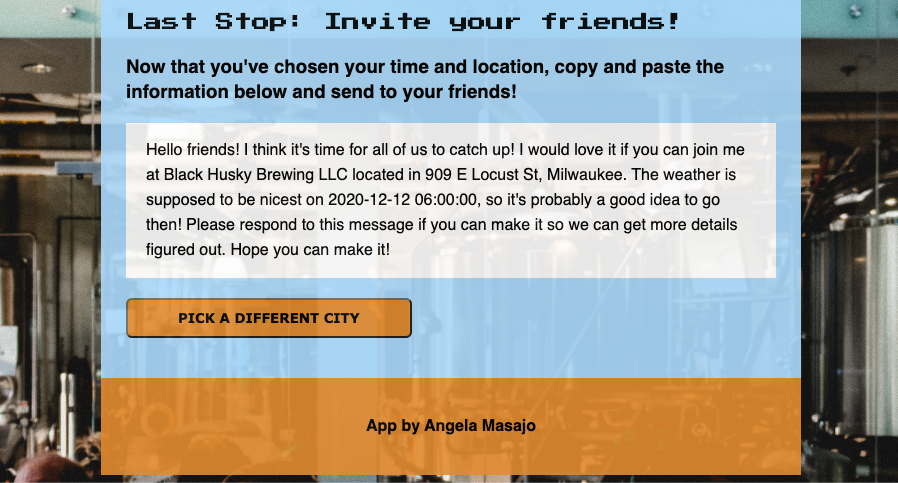 Last Stop: Invite your friends!
Now that you've chosen your time and location, copy and paste the
information below and send to your friends!
Hello friends! I think it's time for all of us to catch up! I would love it if you can join me
at Black Husky Brewing LLC located in 909 E Locust St, Milwaukee. The weather is
supposed to be nicest on 2020-12-12 06:00:00, so it's probably a good idea to go
then! Please respond to this message if you can make it so we can get more details
figured out. Hope you can make it!
PICK A DIFFERENT CITY
App by Angela Masajo